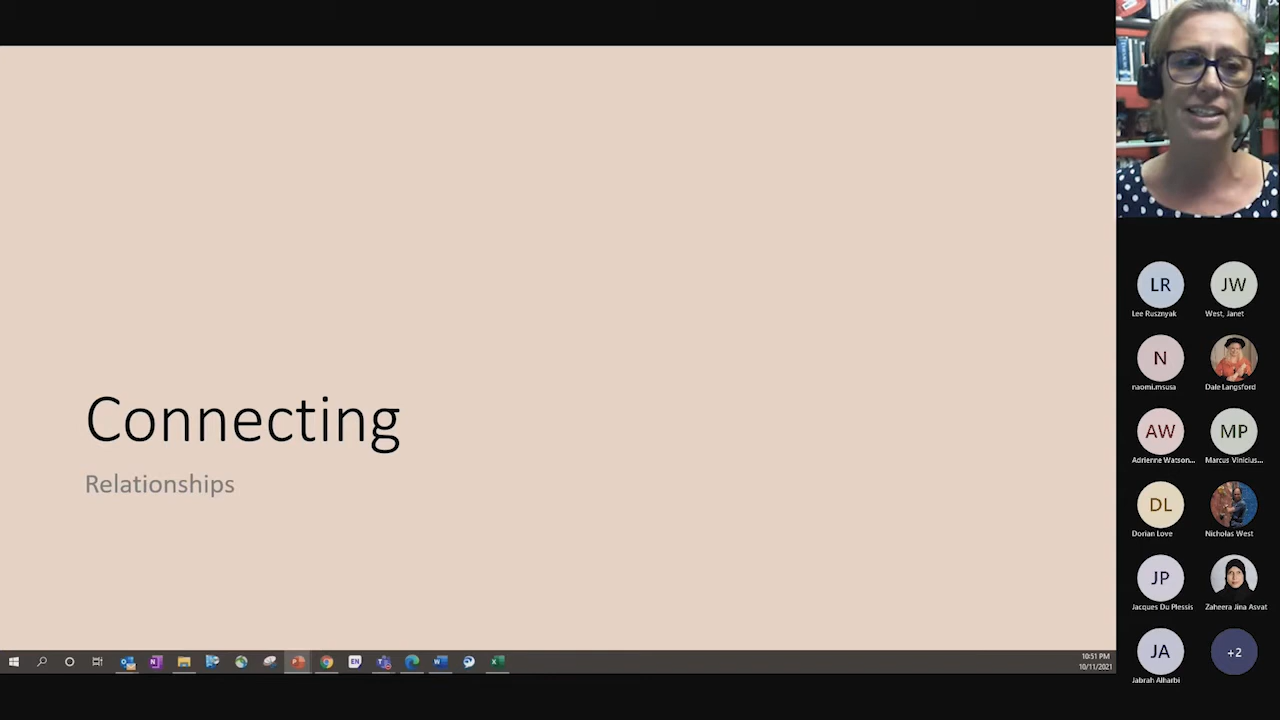 Connecting
Relationships
LR
JW
Lee Rusznyak
West, Janet
N
naomi.msusa
Dale Langsford
AW
MP
Adrienne Watson...
Marcus Vinicius...
DL
Dorian Love
Nicholas West
JP
Jacques Du Plessis
Zaheera Jina Asvat
JA
+2
Jabrah Alharbi
EN
10:51 PM
10/11/2021